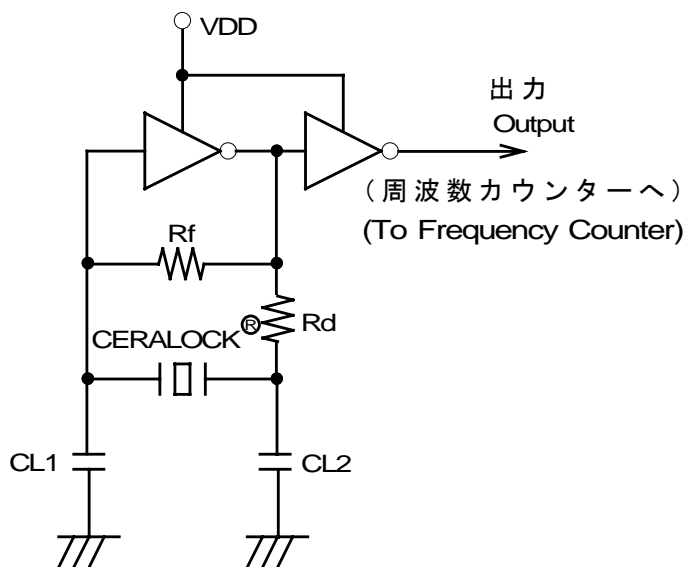 VDD
出力
Output
(周波数カウンターへ)
(To Frequency Counter)
Rf
CERALOCK®
Rd
CL1
CL2